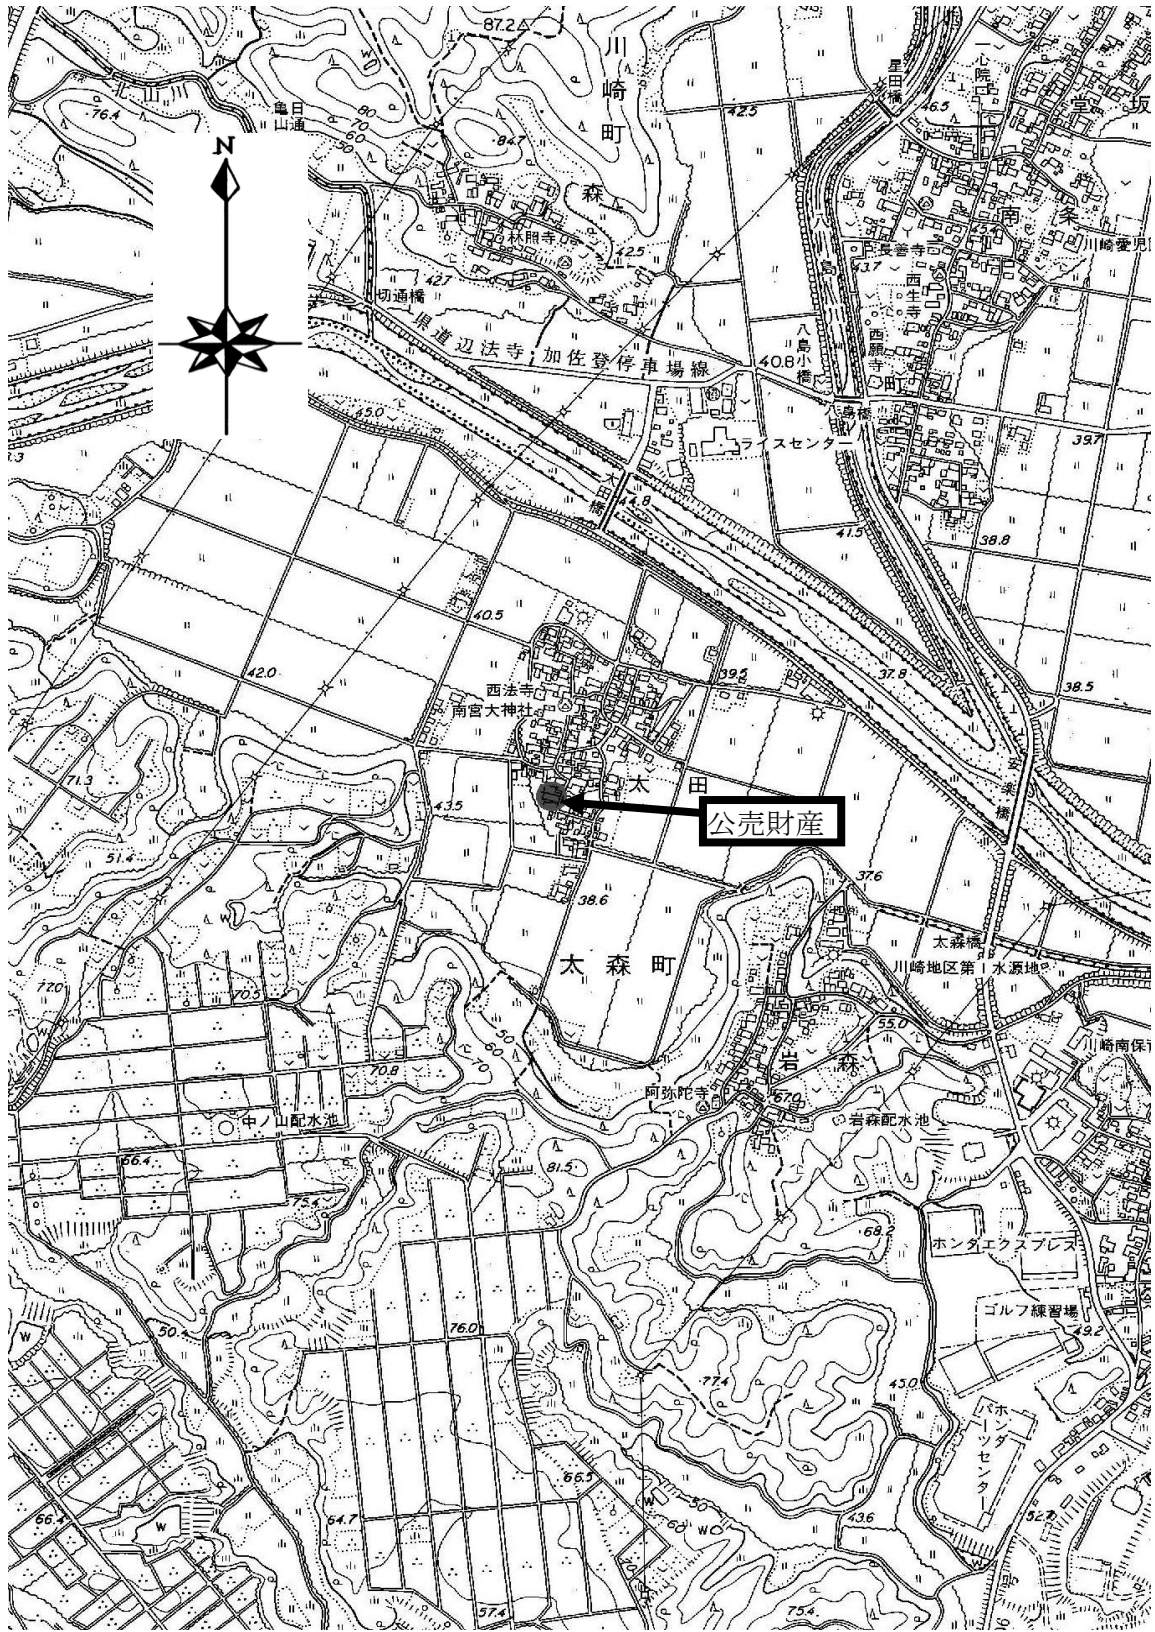 87.2
川崎町
星田橋
一心院
46.5
堂坂
42.5
76.4
亀山
日通
80
70
60
50
84.7
N
森
林照寺
42.5
42.7
切通橋
南条
45.4
川崎愛児
長善寺
43.7
西生寺
八島川
八島小橋
西願寺
町
県道辺法寺加佐登停車場線
40.8
45.0
ライスセンター
39.7
太田橋
44.8
41.5
38.8
40.5
42.0
西法寺
南宮大神社
39.5
37.8
38.5
71.3
43.5
太田
公売財産
安楽橋
51.4
38.6
37.6
太森町
太森橋
川崎地区第1水源地
W
70.5
50
60
70
55.0
川崎南保育
岩森
70.8
阿弥陀寺
67.0
岩森配水池
中ノ山配水池
66.4
81.5
75.4
68.2
ホンダエクスプレス
ゴルフ練習場
49.2
50.4
W
76.0
77.4
45.0
ホンダパーツセンター
66.5
W
50
60
W
66.4
W
64.7
43.6
52.7
57.4
75.4